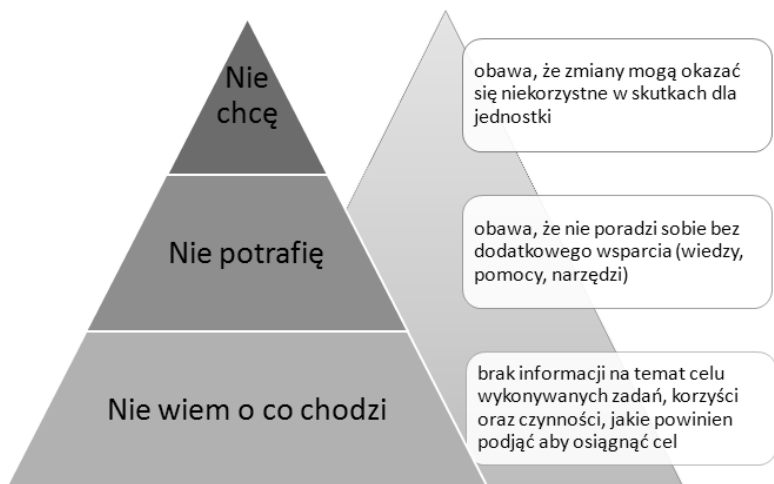 Nie
chcę
obawa, że zmiany mogą okazać
się niekorzystne w skutkach dla
jednostki
Nie potrafię
obawa, że nie poradzi sobie bez
dodatkowego wsparcia (wiedzy,
pomocy, narzędzi)
Nie wiem o co chodzi
brak informacji na temat celu
wykonywanych zadań, korzyści
oraz czynności, jakie powinien
podjąć aby osiągnąć cel